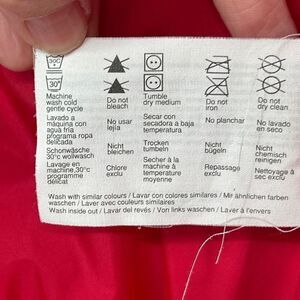 30°
Machine wash cold gentle cycle
Do not bleach
Tumble dry medium
Do not iron
Do not dry clean
Lavado a máquina con agua fría programa ropa delicada
No usar lejía
Secar con secadora a baja temperatura
No planchar
No lavado en seco
Schonwäsche 30°c wollwasch
Nicht bleichen
Trocken tumbeln
Nicht bügeln
Nicht chemisch reinigen
Lavage en machine,30°c programme délicat
Chlore exclu
Sécher à la machine à température moyenne
Repassage exclu
Nettoyage à sec exclu
Wash with similar colours / Lavar con colores similares / Mir ähnlichen farben
waschen / Laver avec couleurs similaires
Wash inside out / Lavar del revés / Von links waschen / Laver à l'envers